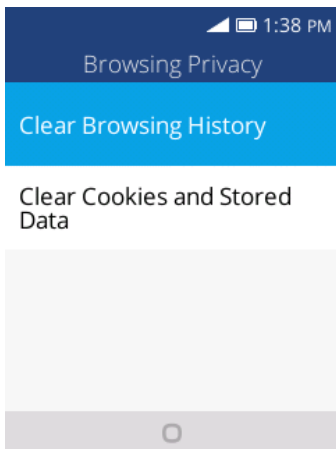 1:38 PM
Browsing Privacy
Clear Browsing History
Clear Cookies and Stored
Data